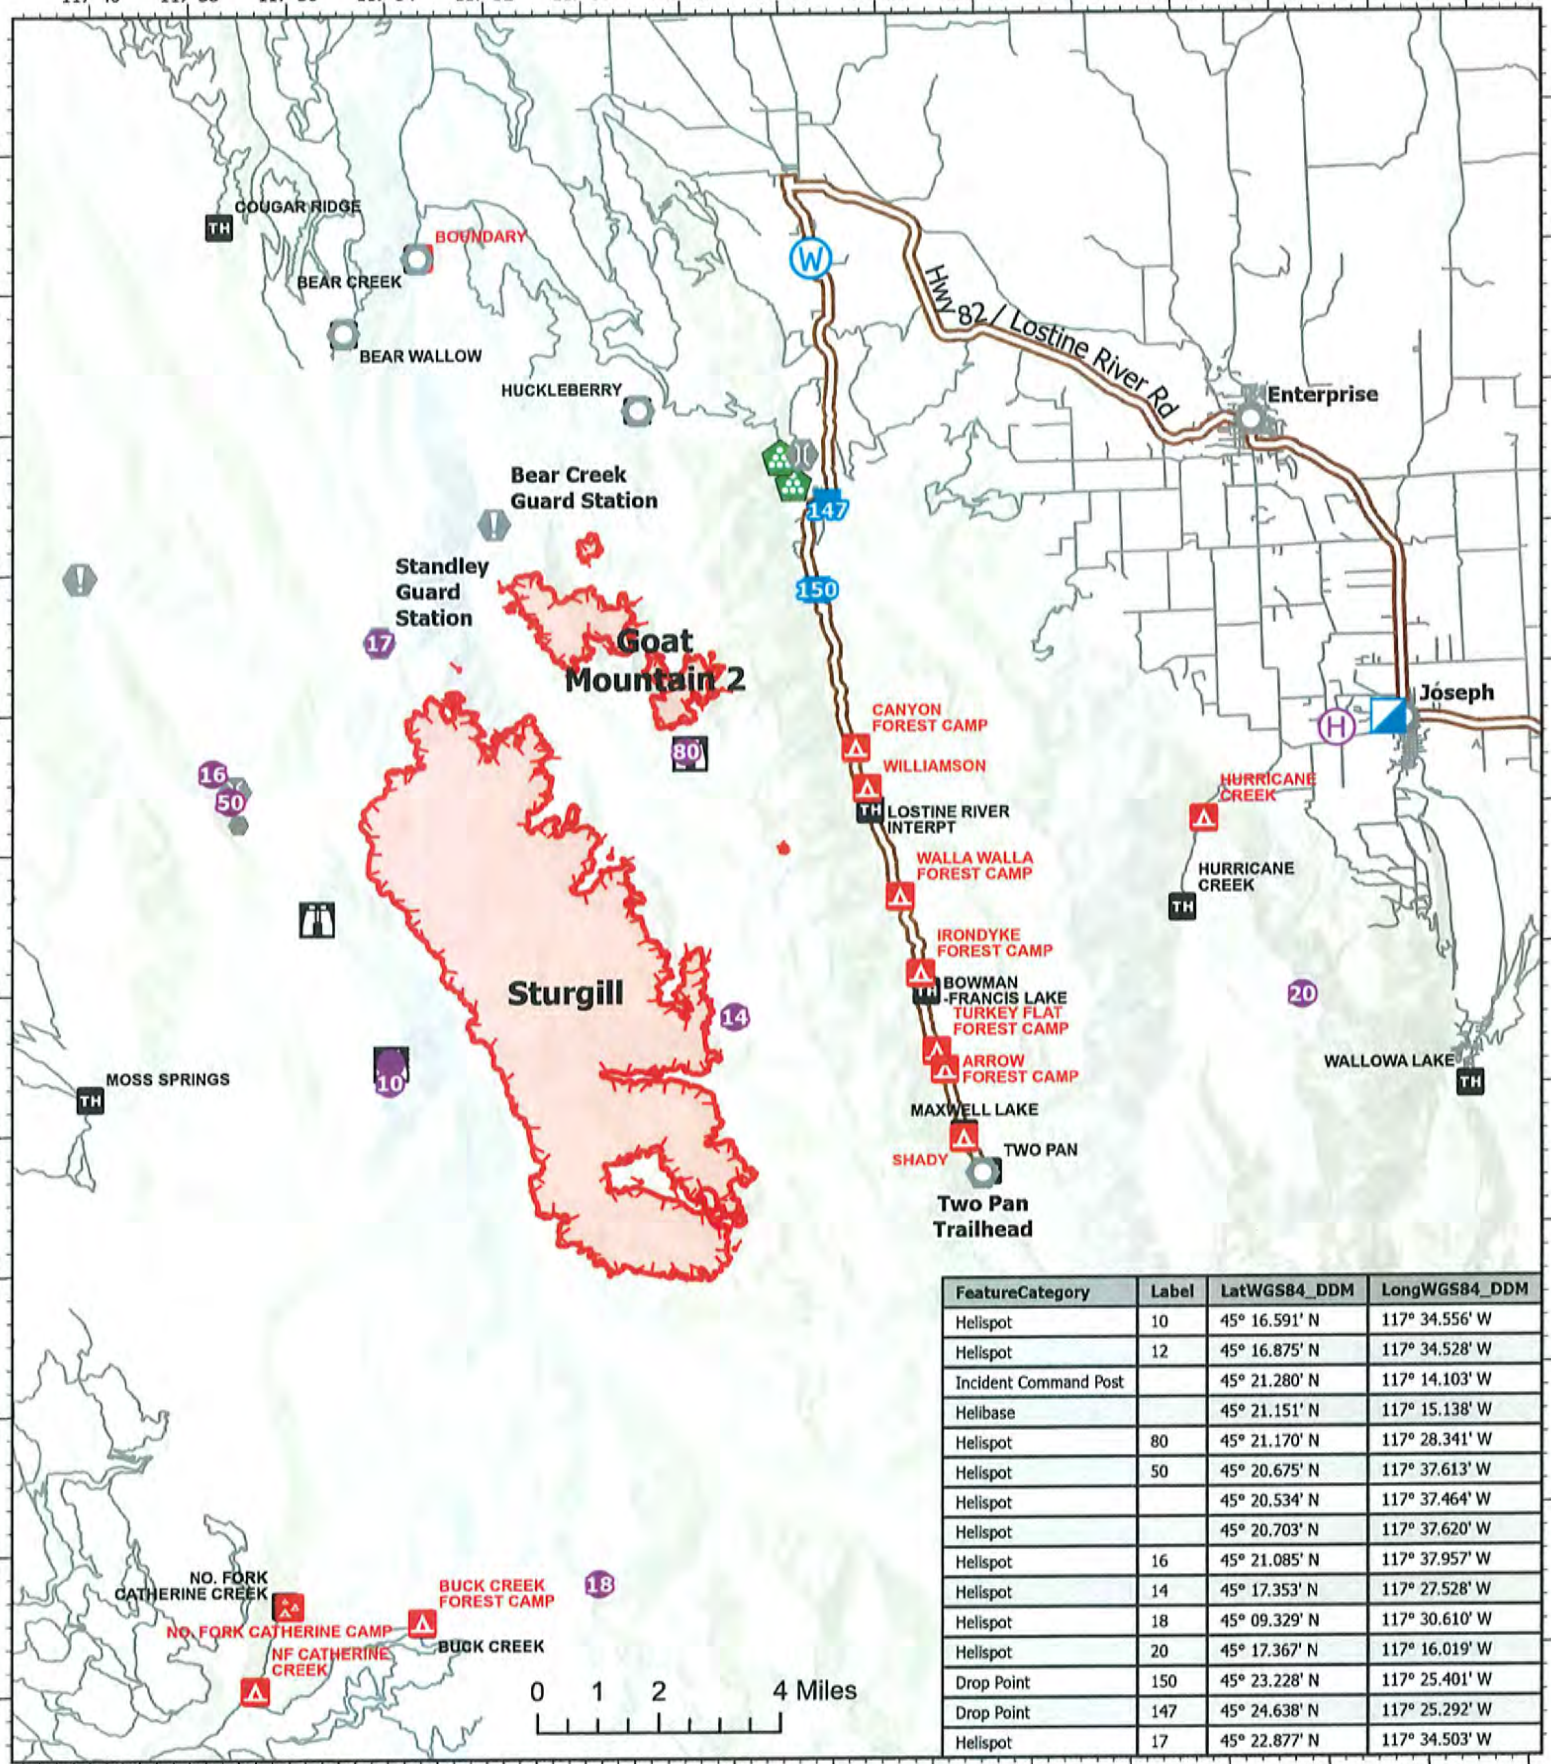 COUGAR RIDGE
TH
BOUNDARY
BEAR CREEK
W
BEAR WALLOW
Hwy 82 / Lostine River Rd
HUCKLEBERRY
Enterprise
Bear Creek
Guard Station
!
147
Standley
Guard
Station
!
150
17
Goat
Mountain 2
Joseph
H
CANYON
FOREST CAMP
80
WILLIAMSON
16
50
HURRICANE
CREEK
TH
LOSTINE RIVER
INTERPT
WALLA WALLA
FOREST CAMP
HURRICANE
CREEK
TH
IRONDYKE
FOREST CAMP
Sturgill
BOWMAN
-FRANCIS LAKE
TH
20
14
TURKEY FLAT
FOREST CAMP
10
ARROW
FOREST CAMP
WALLOWA LAKE
TH
MOSS SPRINGS
TH
MAXWELL LAKE
SHADY
TWO PAN
Two Pan
Trailhead
FeatureCategory Label LatWGS84_DDM LongWGS84_DDM
Helispot 10 45° 16.591' N 117° 34.556' W
Helispot 12 45° 16.875' N 117° 34.528' W
Incident Command Post 45° 21.280' N 117° 14.103' W
Helibase 45° 21.151' N 117° 15.138' W
Helispot 80 45° 21.170' N 117° 28.341' W
Helispot 50 45° 20.675' N 117° 37.613' W
Helispot 45° 20.534' N 117° 37.464' W
Helispot 45° 20.703' N 117° 37.620' W
Helispot 16 45° 21.085' N 117° 37.957' W
Helispot 14 45° 17.353' N 117° 27.528' W
Helispot 18 45° 09.329' N 117° 30.610' W
Helispot 20 45° 17.367' N 117° 16.019' W
Drop Point 150 45° 23.228' N 117° 25.401' W
Drop Point 147 45° 24.638' N 117° 25.292' W
Helispot 17 45° 22.877' N 117° 34.503' W
NO. FORK
CATHERINE CREEK
NO. FORK CATHERINE CAMP
NF CATHERINE
CREEK
BUCK CREEK
FOREST CAMP
BUCK CREEK
18
0 1 2 4 Miles